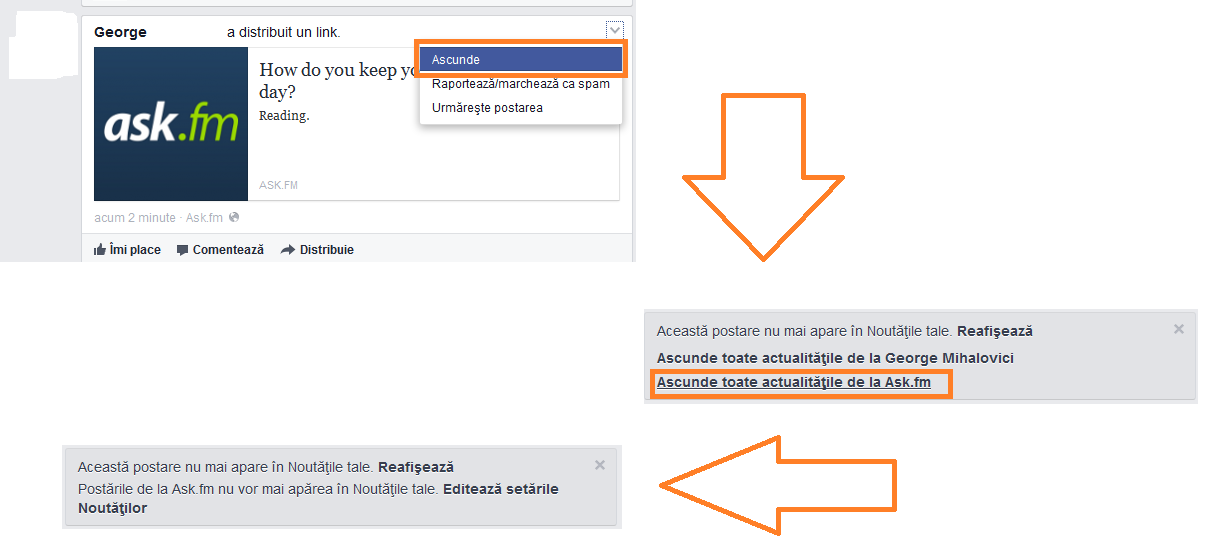 George a distribuit un link.
Ascunde
Raportează/marchează ca spam
Urmăreşte postarea
How do you keep yo
day?
Reading.
ask.fm
ASK.FM
acum 2 minute · Ask.fm
Îmi place Comentează Distribuie
Această postare nu mai apare în Noutăţile tale. Reafişează
Ascunde toate actualităţile de la George Mihalovici
Ascunde toate actualităţile de la Ask.fm
Această postare nu mai apare în Noutăţile tale. Reafişează
Postările de la Ask.fm nu vor mai apărea în Noutăţile tale. Editează setările
Noutăţilor